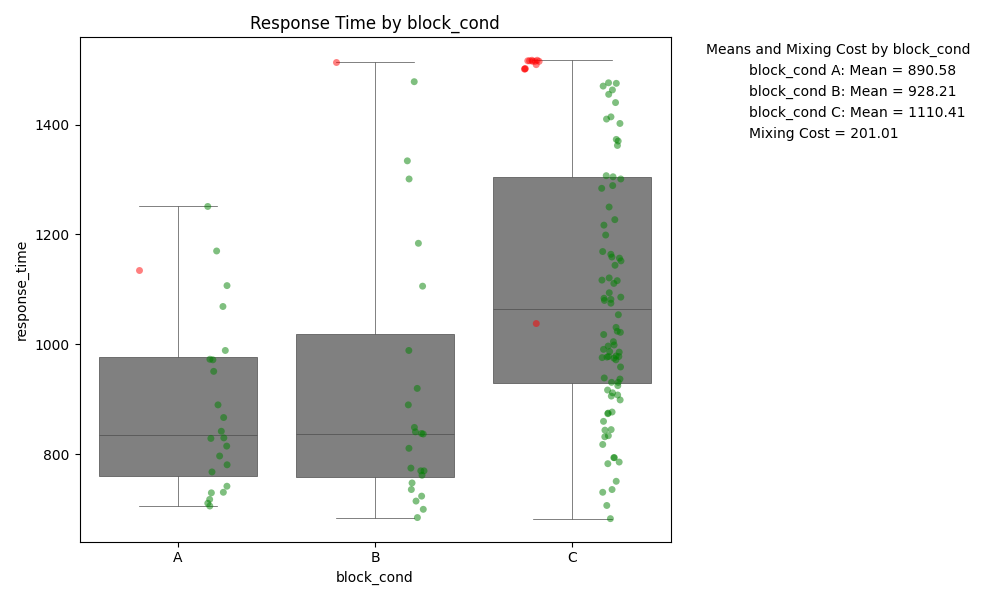 Response Time by block_cond
Means and Mixing Cost by block_cond
block_cond A: Mean = 890.58
block_cond B: Mean = 928.21
block_cond C: Mean = 1110.41
Mixing Cost = 201.01
response_time
1400
1200
1000
800
A B C
block_cond